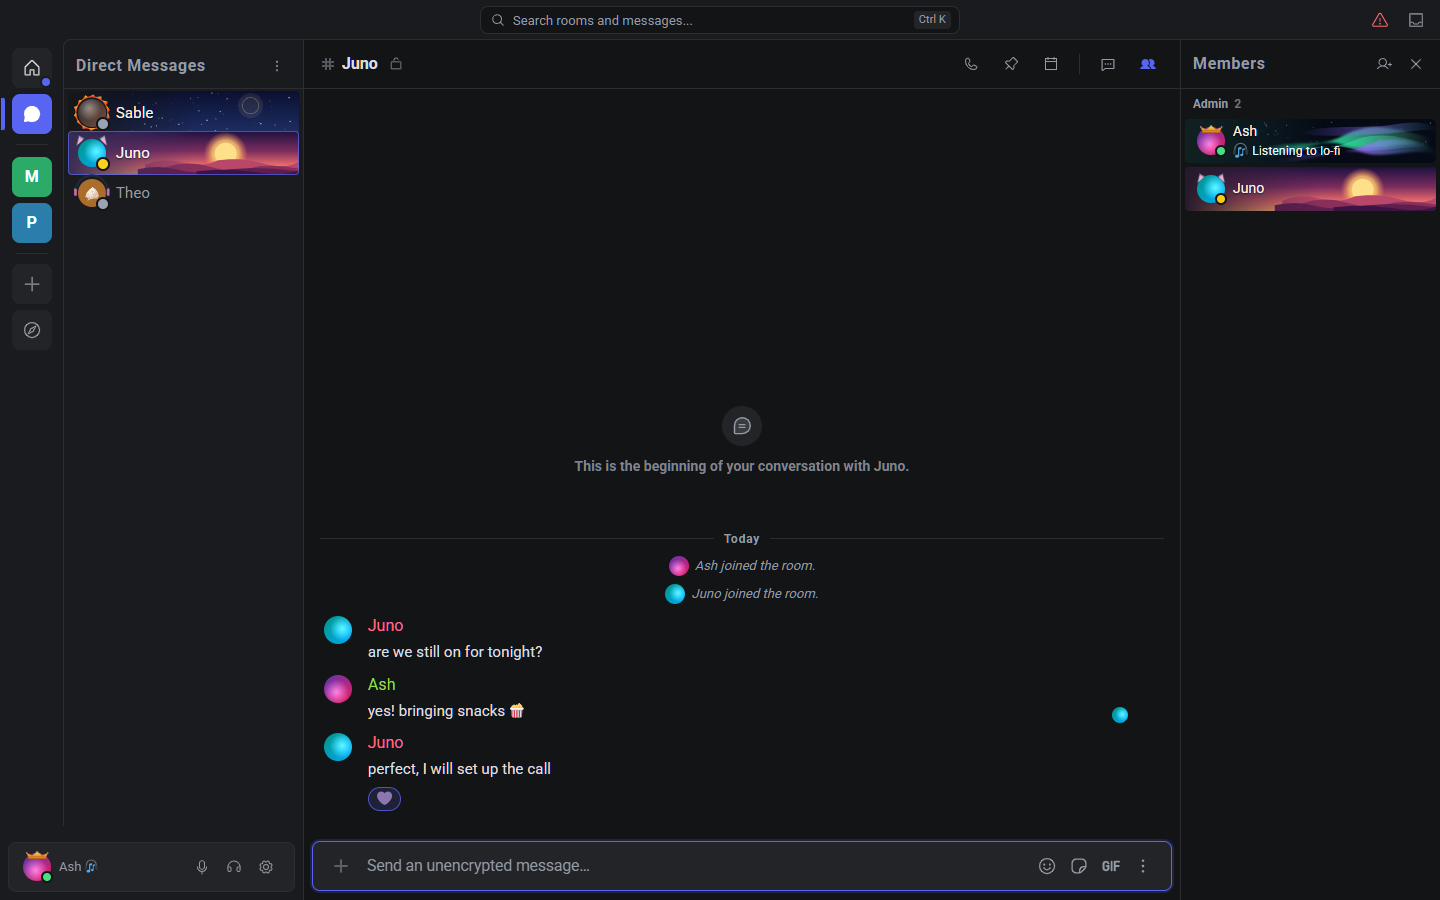 Search rooms and messages...
Ctrl K
Direct Messages
Sable
Juno
Theo
M
P
Ash
Juno
This is the beginning of your conversation with Juno.
Today
Ash joined the room.
Juno joined the room.
Juno
are we still on for tonight?
Ash
yes! bringing snacks 🍿
Juno
perfect, I will set up the call
Send an unencrypted message...
GIF
Members
Admin 2
Ash
Listening to lo-fi
Juno